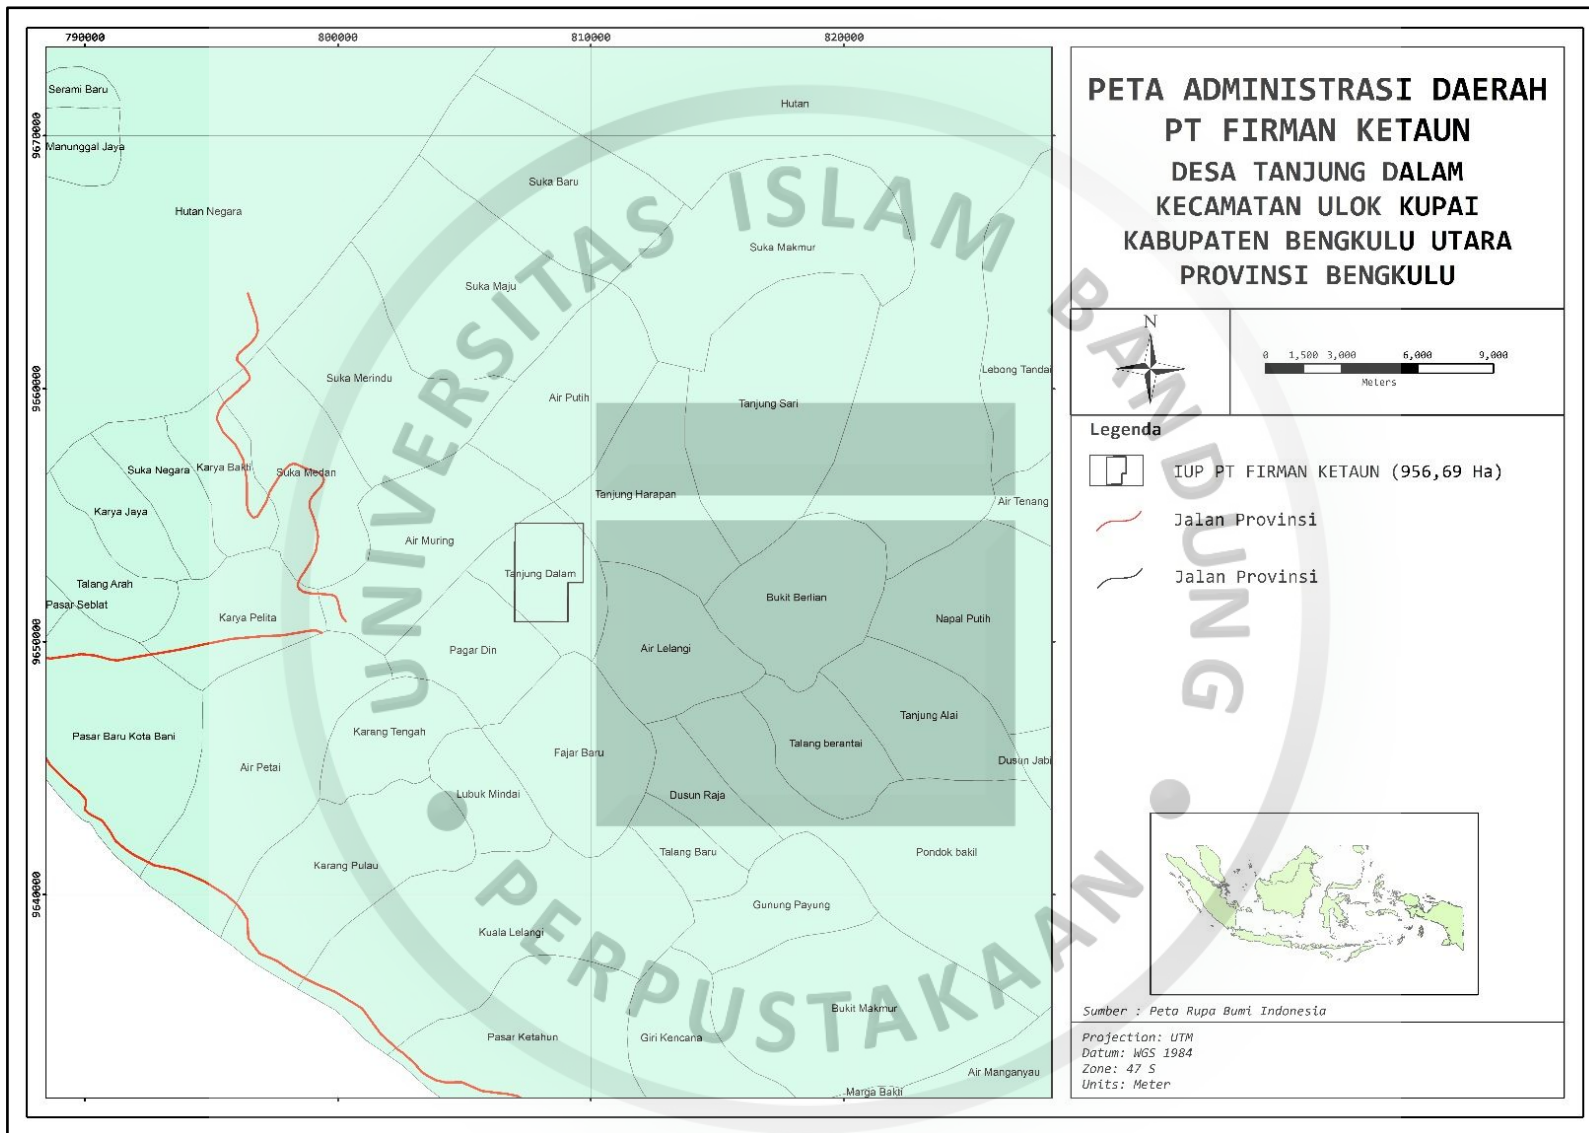 790000
800000
810000
820000
9670000
9660000
9650000
9640000
Serami Baru
Manunggal Jaya
Hutan Negara
Hutan
Suka Baru
Suka Makmur
Suka Maju
Suka Merindu
Air Putih
Tanjung Sari
Lebong Tandai
Suka Negara
Karya Bakti
Suka Medan
Tanjung Harapan
Air Tenang
Karya Jaya
Air Muring
Talang Arah
Tanjung Dalam
Bukit Berlian
Pasar Seblat
Karya Pelita
Napal Putih
Pagar Din
Air Lelangi
Tanjung Alai
Pasar Baru Kota Bani
Karang Tengah
Talang berantai
Fajar Baru
Dusun Jabi
Air Petai
Lubuk Mindai
Dusun Raja
Karang Pulau
Talang Baru
Pondok bakil
Gunung Payung
Kuala Lelangi
Bukit Makmur
Pasar Ketahun
Giri Kencana
Air Manganyau
Marga Bakti
UNIVERSITAS ISLAM BANDUNG
PERPUSTAKAAN
PETA ADMINISTRASI DAERAH
PT FIRMAN KETAUN
DESA TANJUNG DALAM
KECAMATAN ULOK KUPAI
KABUPATEN BENGKULU UTARA
PROVINSI BENGKULU
N
0 1,500 3,000 6,000 9,000
Meters
Legenda
IUP PT FIRMAN KETAUN (956,69 Ha)
Jalan Provinsi
Jalan Provinsi
Sumber : Peta Rupa Bumi Indonesia
Projection: UTM
Datum: WGS 1984
Zone: 47 S
Units: Meter